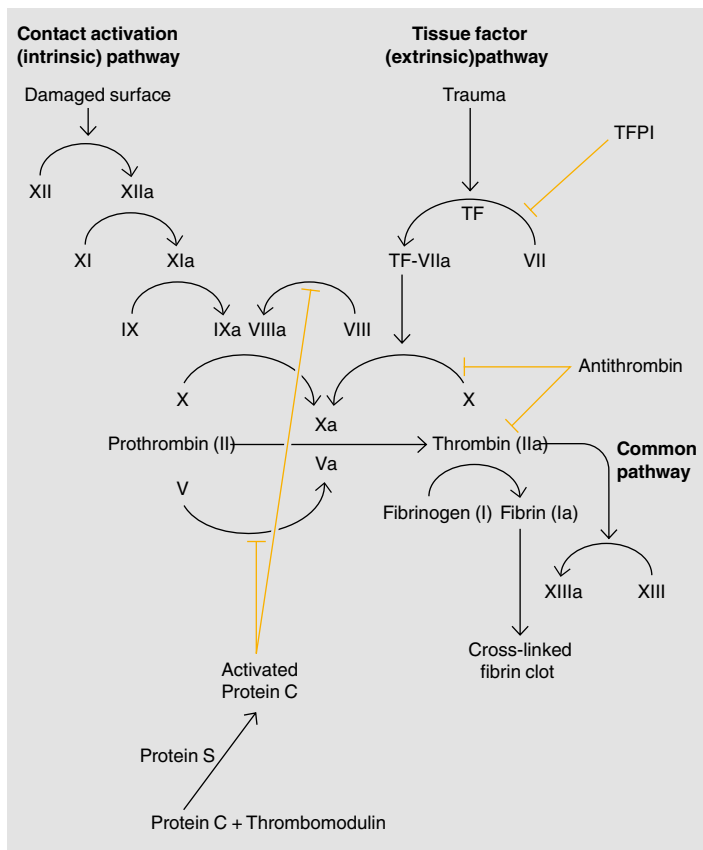 Contact activation
(intrinsic) pathway
Tissue factor
(extrinsic)pathway
Damaged surface
Trauma
TFPI
XII
XIIa
TF
XI
XIa
TF-VIIa
VII
IX
IXa
VIIIa
VIII
X
Xa
X
Antithrombin
Prothrombin (II)
Thrombin (IIa)
Common
pathway
V
Va
Fibrinogen (I)
Fibrin (Ia)
XIIIa
XIII
Cross-linked
fibrin clot
Activated
Protein C
Protein S
Protein C + Thrombomodulin